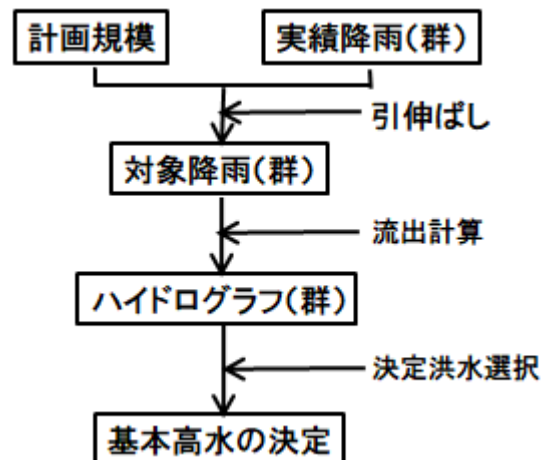 計画規模
実績降雨(群)
引伸ばし
対象降雨(群)
流出計算
ハイドログラフ(群)
決定洪水選択
基本高水の決定